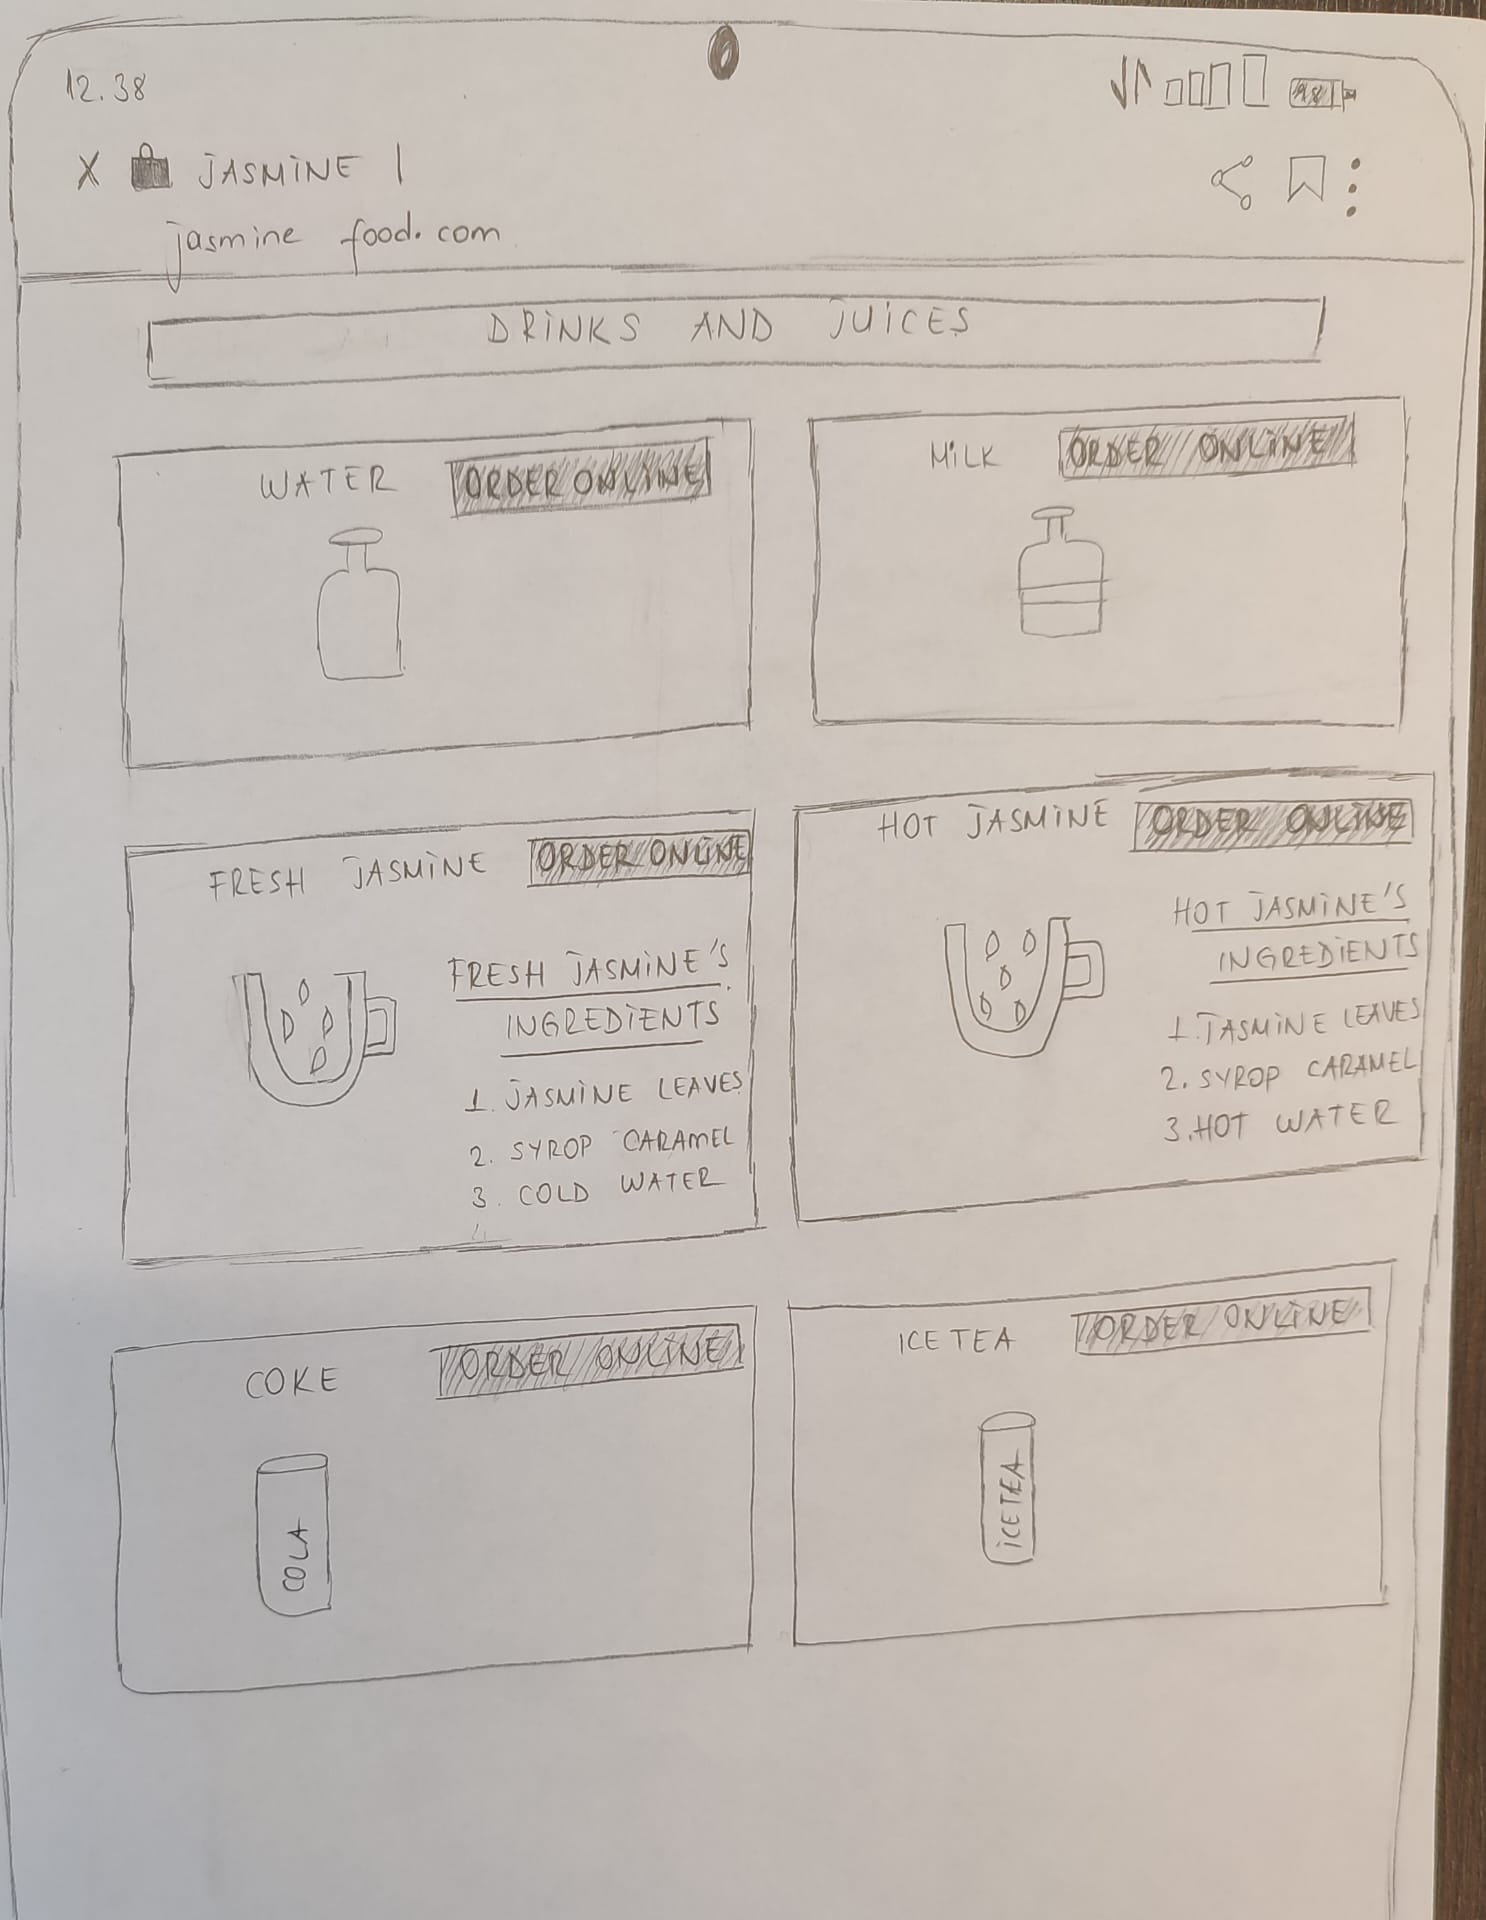 12.38
98
X JASMINE |
jasmine food.com
DRINKS AND JUICES
WATER ORDER ONLINE
MILK ORDER ONLINE
FRESH JASMINE ORDER ONLINE
FRESH JASMINE'S
INGREDIENTS
1. JASMINE LEAVES
2. SYROP CARAMEL
3. COLD WATER
HOT JASMINE ORDER ONLINE
HOT JASMINE'S
INGREDIENTS
1. JASMINE LEAVES
2. SYROP CARAMEL
3. HOT WATER
COKE ORDER ONLINE
COLA
ICE TEA ORDER ONLINE
ICETEA